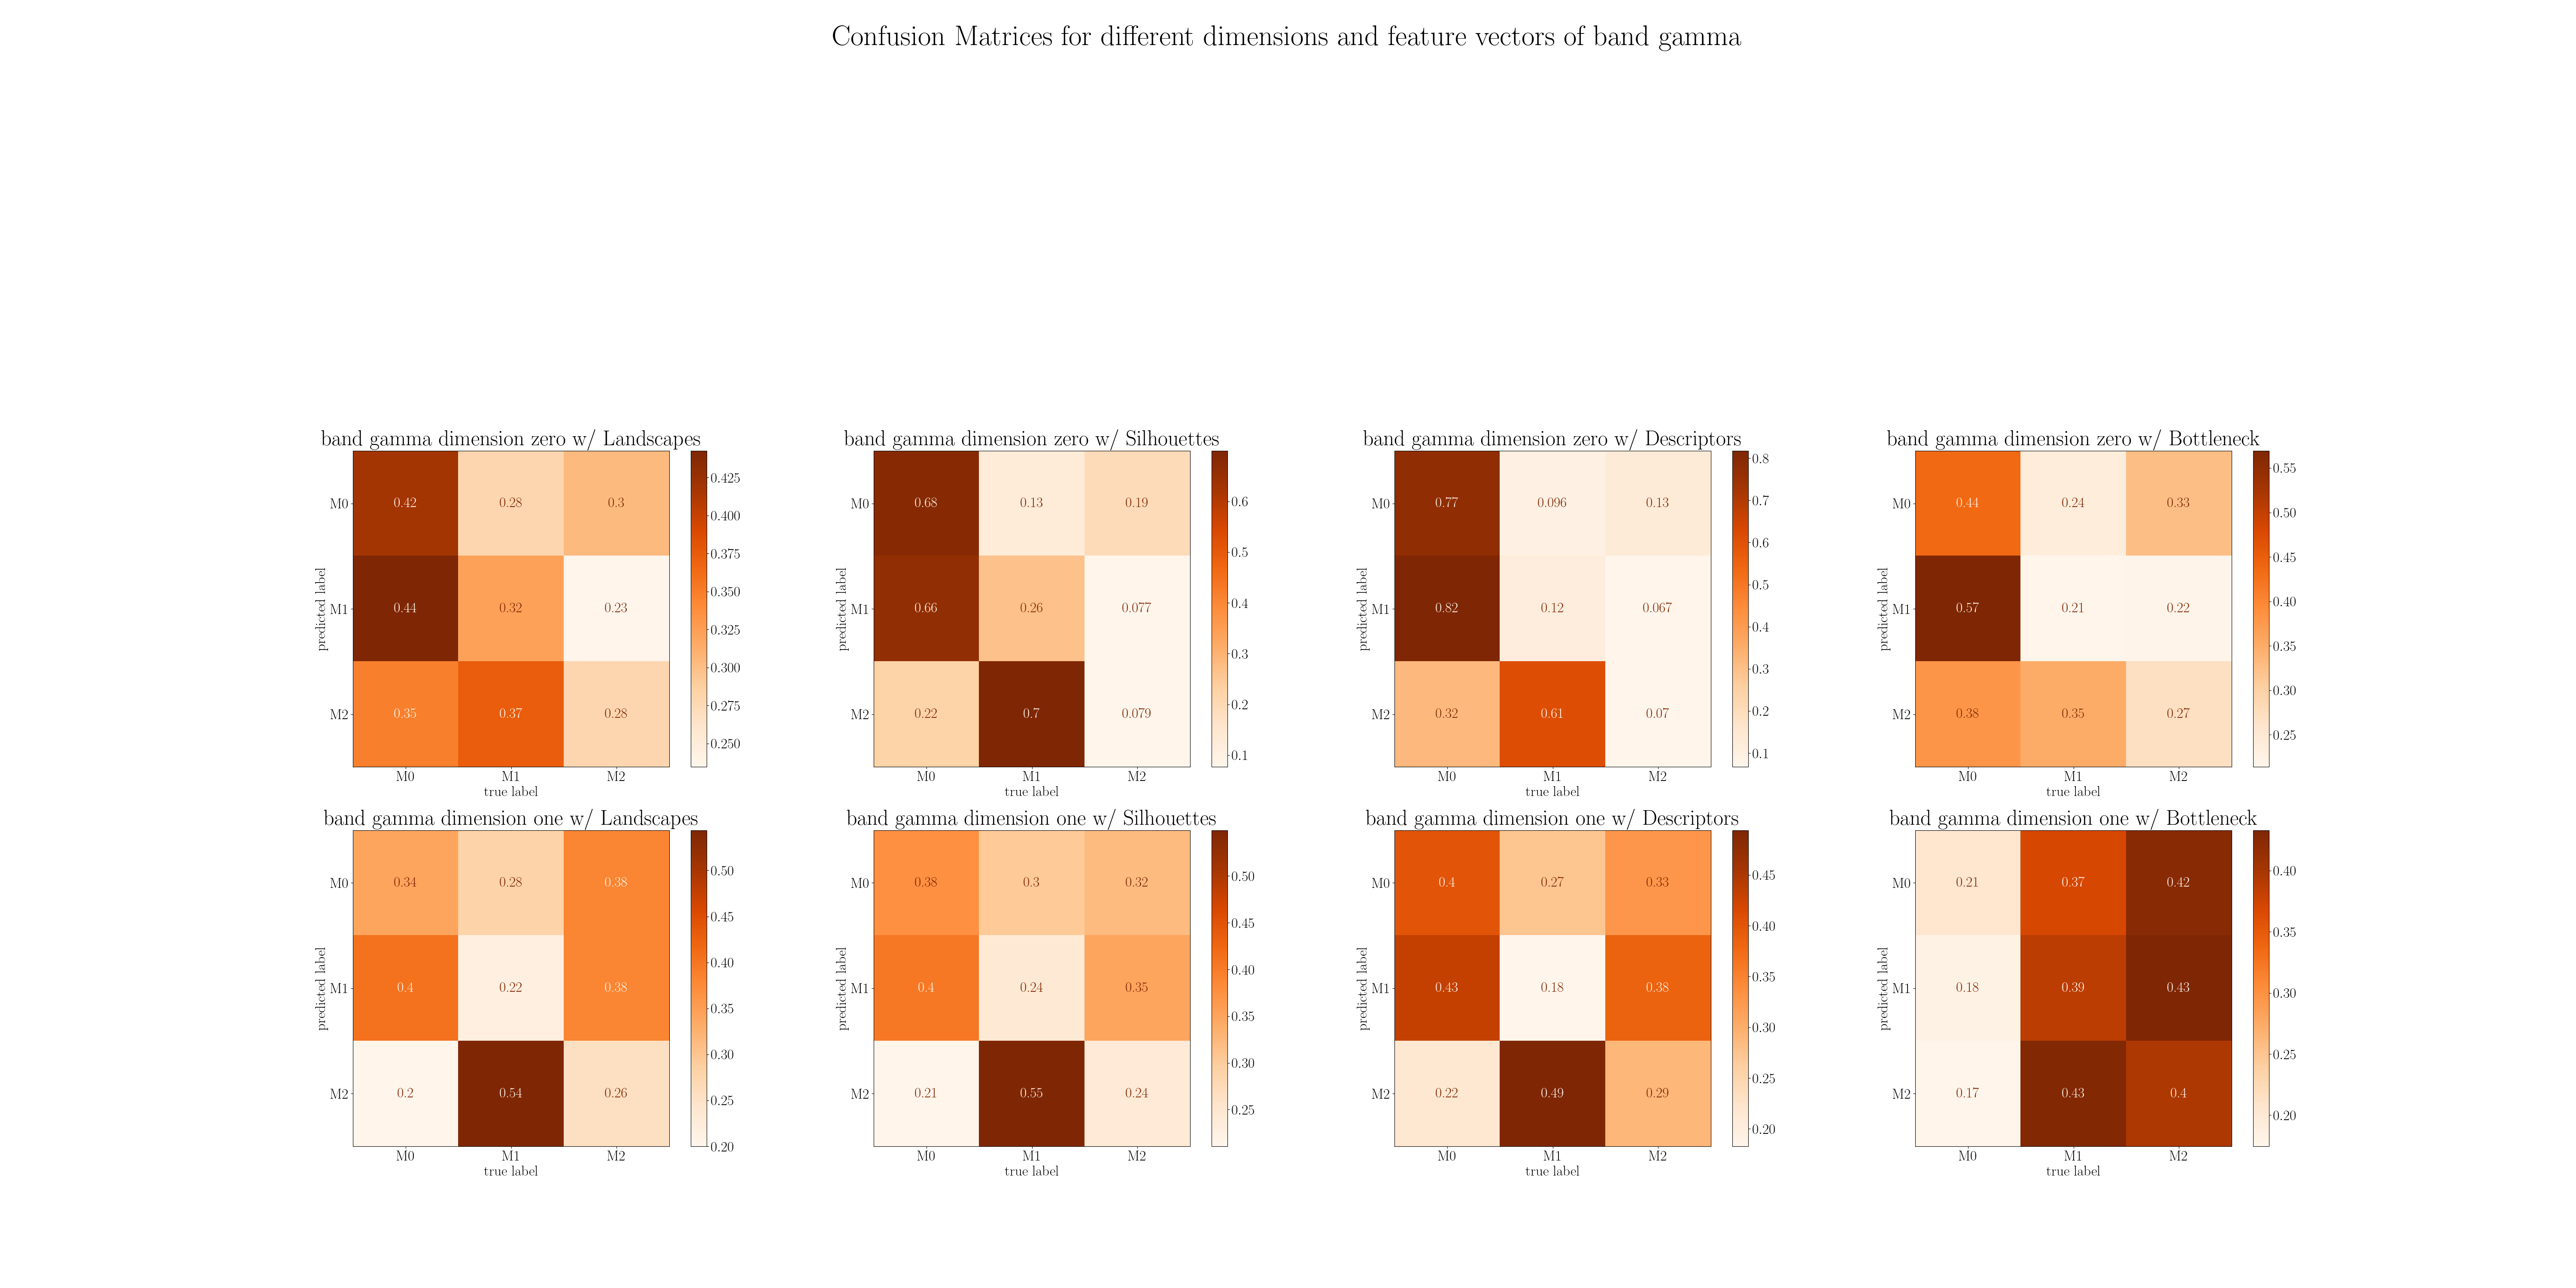 Confusion Matrices for different dimensions and feature vectors of band gamma
band gamma dimension zero w/ Landscapes
predicted label
M0 0.42 0.28 0.3
M1 0.44 0.32 0.23
M2 0.35 0.37 0.28
M0 M1 M2
true label
0.425
0.400
0.375
0.350
0.325
0.300
0.275
0.250
band gamma dimension zero w/ Silhouettes
predicted label
M0 0.68 0.13 0.19
M1 0.66 0.26 0.077
M2 0.22 0.7 0.079
M0 M1 M2
true label
0.6
0.5
0.4
0.3
0.2
0.1
band gamma dimension zero w/ Descriptors
predicted label
M0 0.77 0.096 0.13
M1 0.82 0.12 0.067
M2 0.32 0.61 0.07
M0 M1 M2
true label
0.8
0.7
0.6
0.5
0.4
0.3
0.2
0.1
band gamma dimension zero w/ Bottleneck
predicted label
M0 0.44 0.24 0.33
M1 0.57 0.21 0.22
M2 0.38 0.35 0.27
M0 M1 M2
true label
0.55
0.50
0.45
0.40
0.35
0.30
0.25
band gamma dimension one w/ Landscapes
predicted label
M0 0.34 0.28 0.38
M1 0.4 0.22 0.38
M2 0.2 0.54 0.26
M0 M1 M2
true label
0.50
0.45
0.40
0.35
0.30
0.25
0.20
band gamma dimension one w/ Silhouettes
predicted label
M0 0.38 0.3 0.32
M1 0.4 0.24 0.35
M2 0.21 0.55 0.24
M0 M1 M2
true label
0.50
0.45
0.40
0.35
0.30
0.25
band gamma dimension one w/ Descriptors
predicted label
M0 0.4 0.27 0.33
M1 0.43 0.18 0.38
M2 0.22 0.49 0.29
M0 M1 M2
true label
0.45
0.40
0.35
0.30
0.25
0.20
band gamma dimension one w/ Bottleneck
predicted label
M0 0.21 0.37 0.42
M1 0.18 0.39 0.43
M2 0.17 0.43 0.4
M0 M1 M2
true label
0.40
0.35
0.30
0.25
0.20